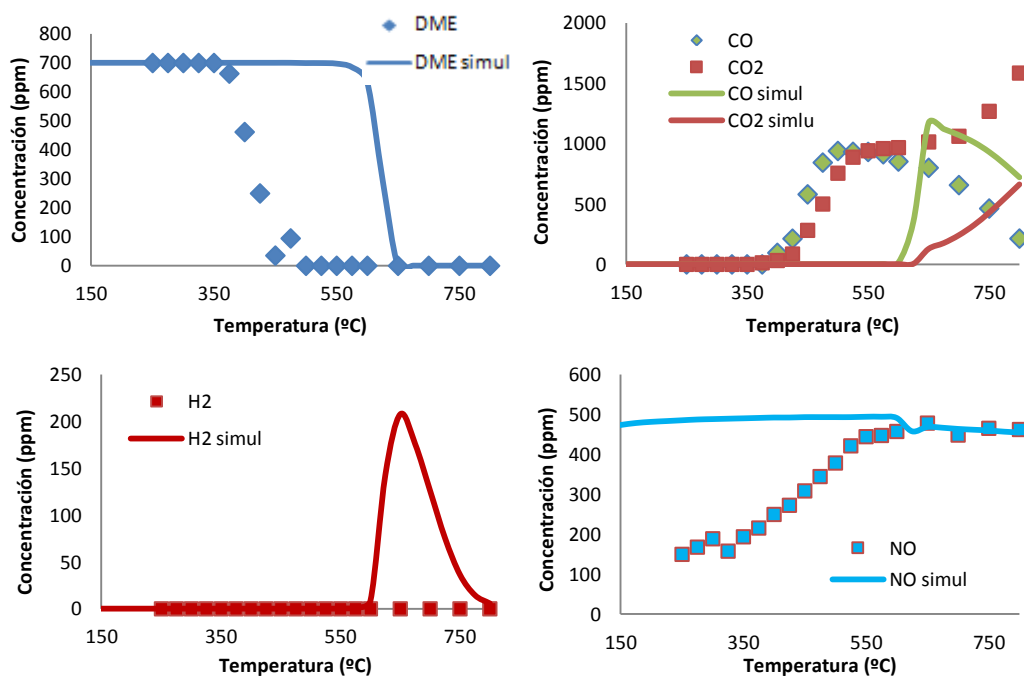 DME
DME simul
800
700
600
500
400
300
200
100
0
150
350
550
750
Concentración (ppm)
Temperatura (ºC)
CO
CO2
CO simul
CO2 simlu
2000
1500
1000
500
0
150
350
550
750
Concentración (ppm)
Temperatura (ºC)
H2
H2 simul
250
200
150
100
50
0
150
350
550
750
Concentración (ppm)
Temperatura (ºC)
NO
NO simul
600
500
400
300
200
100
0
150
350
550
750
Concentración (ppm)
Temperatura (ºC)